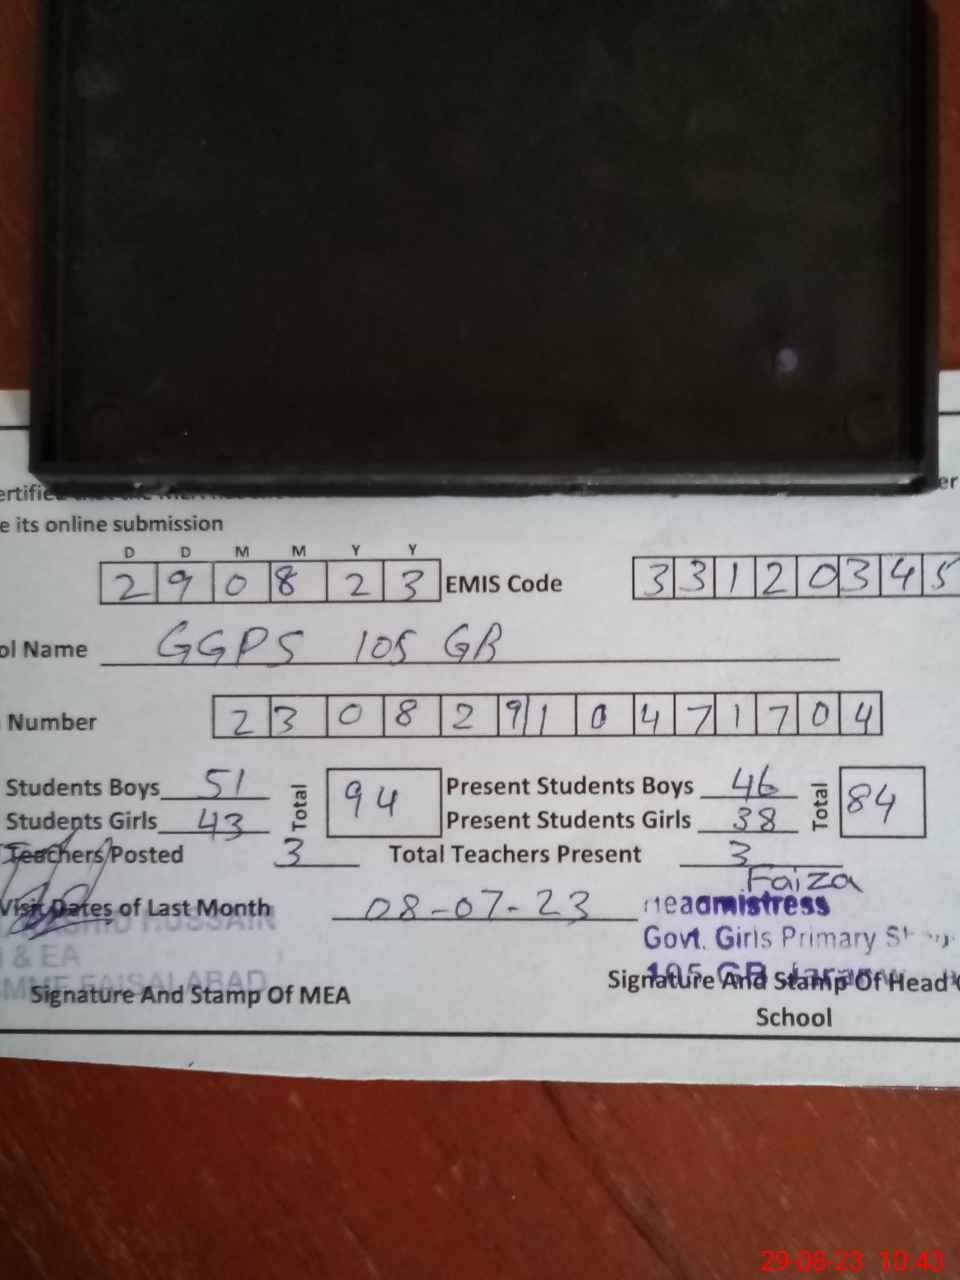 e its online submission
D D M M Y Y
2 9 0 8 2 3 EMIS Code 3 3 1 2 0 3 4 5
ol Name GGPS 105 GB
Number 2 3 0 8 2 9 1 0 4 7 1 7 0 4
Students Boys 51 Total 94 Present Students Boys 46 Total 84
Students Girls 43 Present Students Girls 38
Teachers Posted 3 Total Teachers Present 3
Faiza
Visit Dates of Last Month 08-07-23 Headmistress
Govt. Girls Primary
& EA
FAISALABAD 105 GB
Signature And Stamp Of MEA Signature And Stamp Of Head
School
29-08-23 10:43